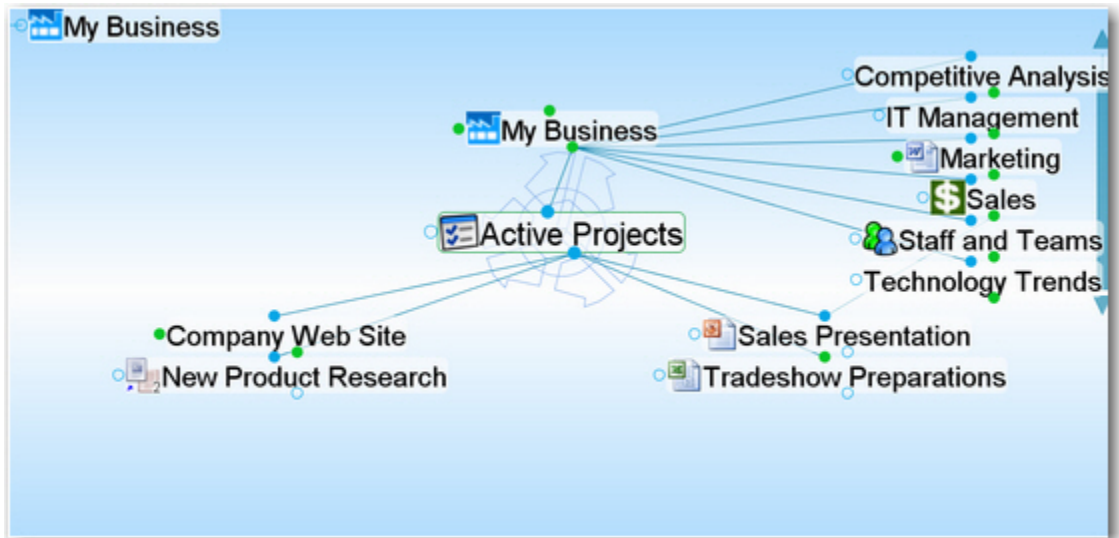 My Business
Competitive Analysis
My Business
IT Management
Marketing
Sales
Active Projects
Staff and Teams
Technology Trends
Company Web Site
Sales Presentation
New Product Research
Tradeshow Preparations